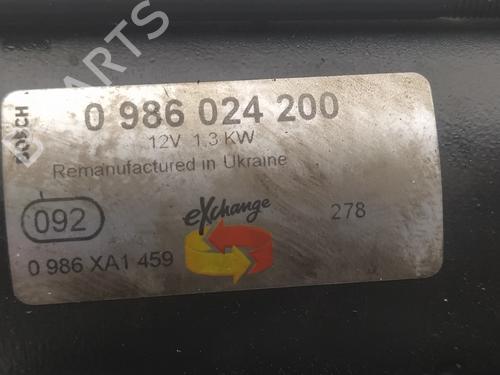 PARTS
BOSCH
0 986 024 200
12V 1,3 KW
Remanufactured in Ukraine
092
eXchange
278
0 986 XA1 459